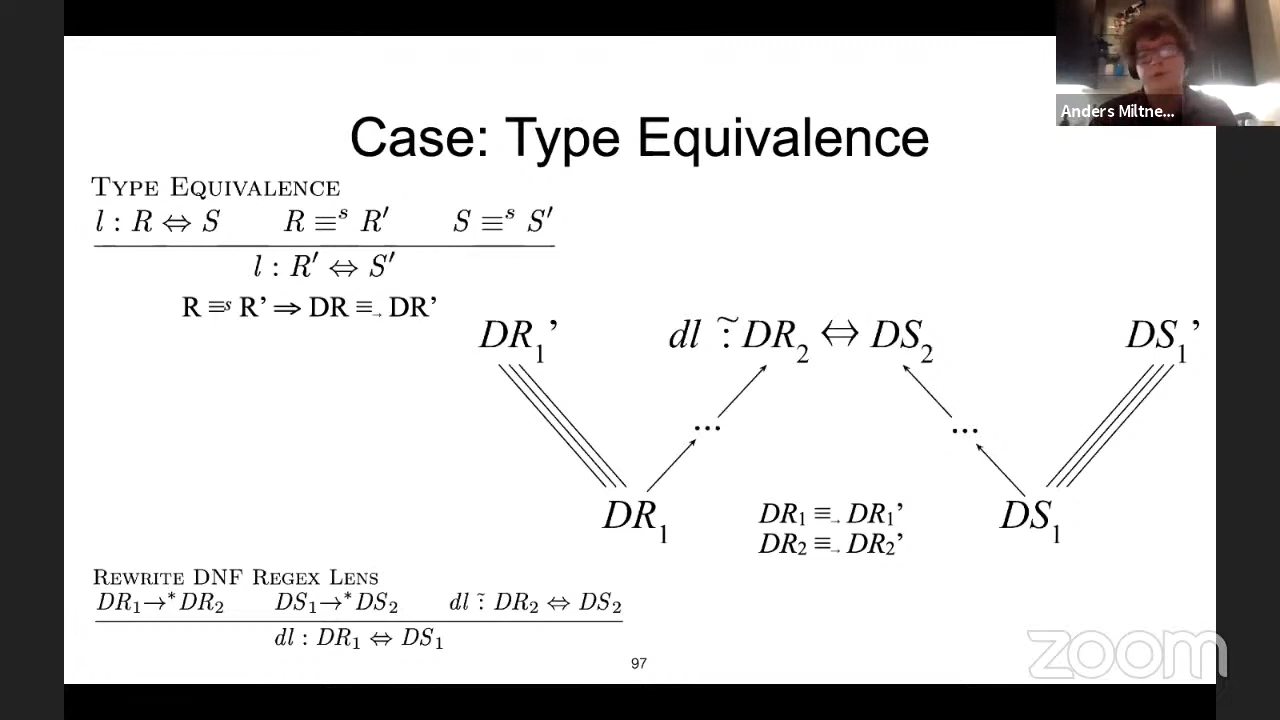 Anders Miltne...
Case: Type Equivalence
TYPE EQUIVALENCE
l : R ⇔ S R ≡ˢ R′ S ≡ˢ S′
l : R′ ⇔ S′
R ≡ˢ R’ ⇒ DR ≡→ DR’
DR₁’ dl :̃ DR₂ ⇔ DS₂ DS₁’
... ...
DR₁ DS₁
DR₁ ≡→ DR₁’
DR₂ ≡→ DR₂’
REWRITE DNF REGEX LENS
DR₁→*DR₂ DS₁→*DS₂ dl :̃ DR₂ ⇔ DS₂
dl : DR₁ ⇔ DS₁
97
zoom